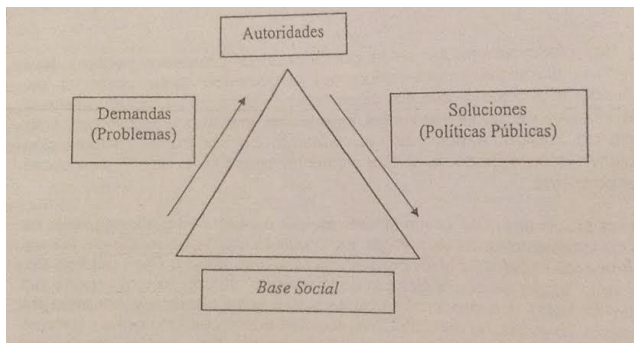 Autoridades
Demandas
(Problemas)
Soluciones
(Políticas Públicas)
Base Social